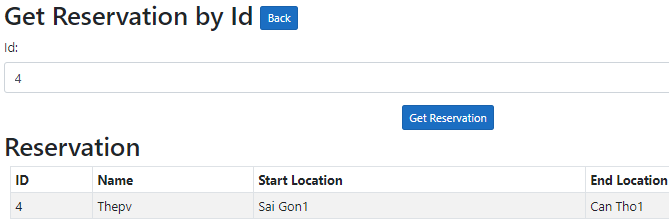 Get Reservation by Id Back
Id:
4
Get Reservation
Reservation
ID Name Start Location End Location
4 Thepv Sai Gon1 Can Tho1